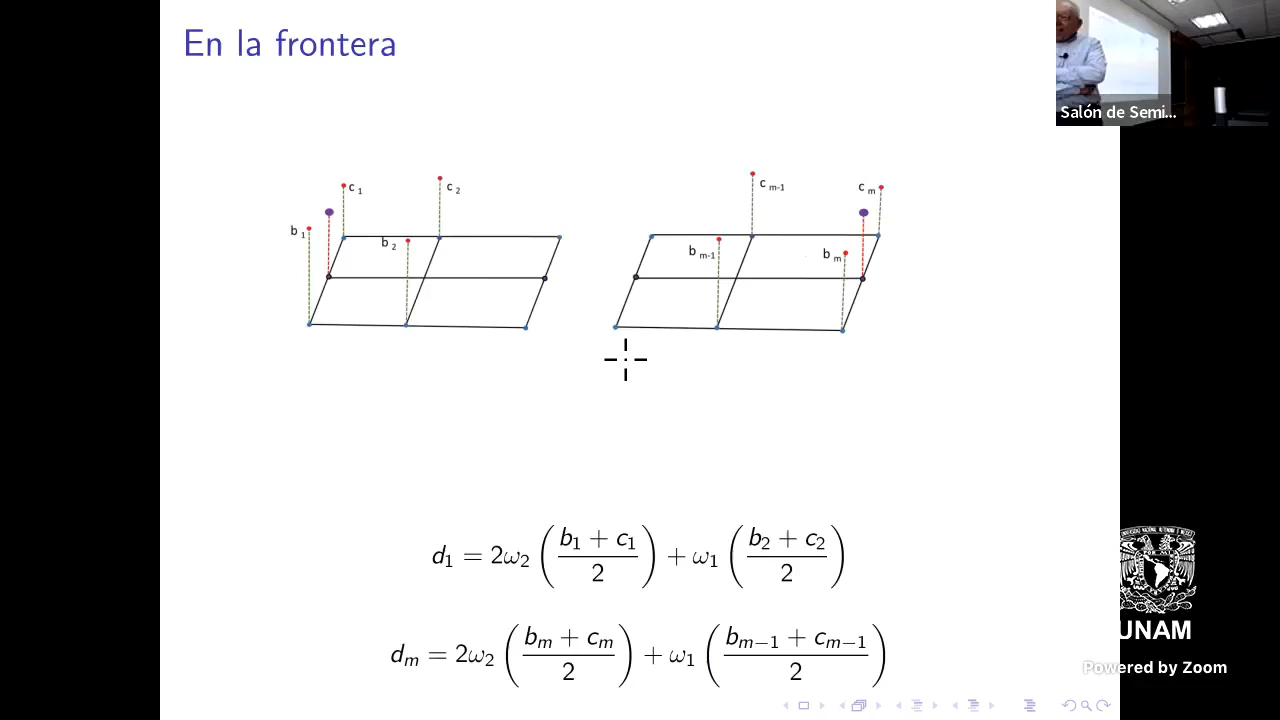 En la frontera
Salón de Semi...
c 1
c 2
b 1
b 2
c m-1
c m
b m-1
b m
d₁ = 2ω₂ ( (b₁ + c₁) / 2 ) + ω₁ ( (b₂ + c₂) / 2 )
dₘ = 2ω₂ ( (bₘ + cₘ) / 2 ) + ω₁ ( (bₘ₋₁ + cₘ₋₁) / 2 )
UNAM
Powered by Zoom